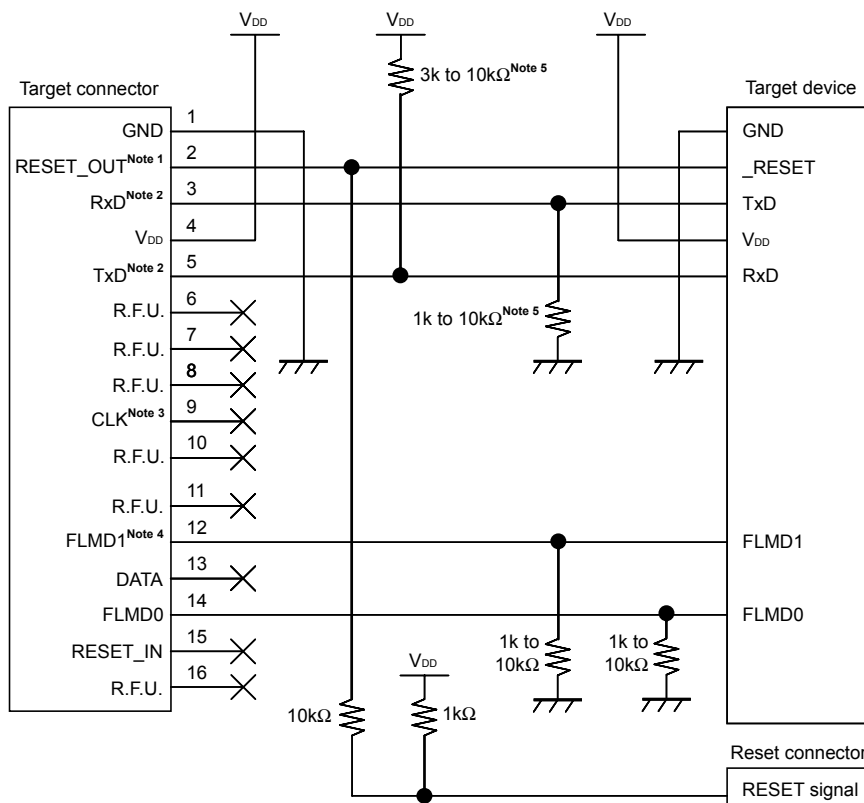 VDD
VDD
VDD
3k to 10kΩNote 5
Target connector
Target device
1
GND
GND
2
RESET_OUTNote 1
_RESET
3
RxDNote 2
TxD
4
VDD
VDD
5
TxDNote 2
RxD
6
R.F.U.
1k to 10kΩNote 5
7
R.F.U.
8
R.F.U.
9
CLKNote 3
10
R.F.U.
11
R.F.U.
12
FLMD1Note 4
FLMD1
13
DATA
14
FLMD0
FLMD0
15
RESET_IN
1k to
10kΩ
1k to
10kΩ
VDD
16
R.F.U.
10kΩ
1kΩ
Reset connector
RESET signal